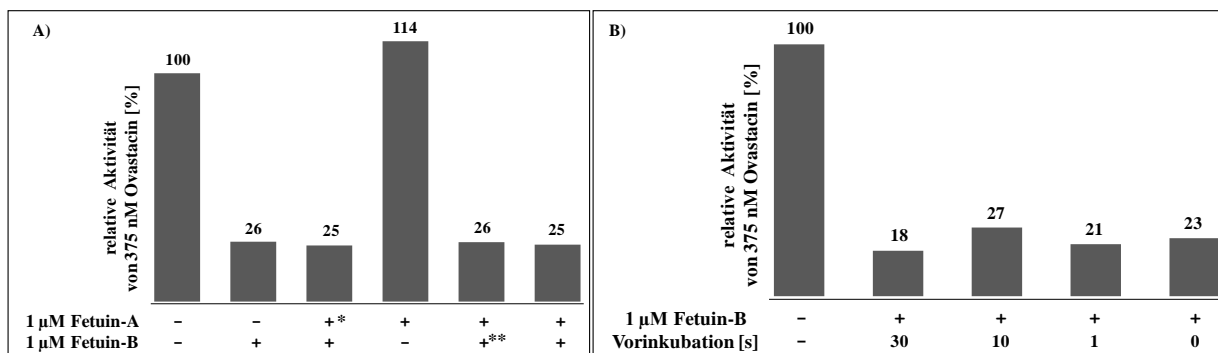 A)
relative Aktivität
von 375 nM Ovastacin [%]
100
26
25
114
26
25
1 µM Fetuin-A − − +* + + +
1 µM Fetuin-B − + + − +** +
B)
relative Aktivität
von 375 nM Ovastacin [%]
100
18
27
21
23
1 µM Fetuin-B − + + + +
Vorinkubation [s] − 30 10 1 0